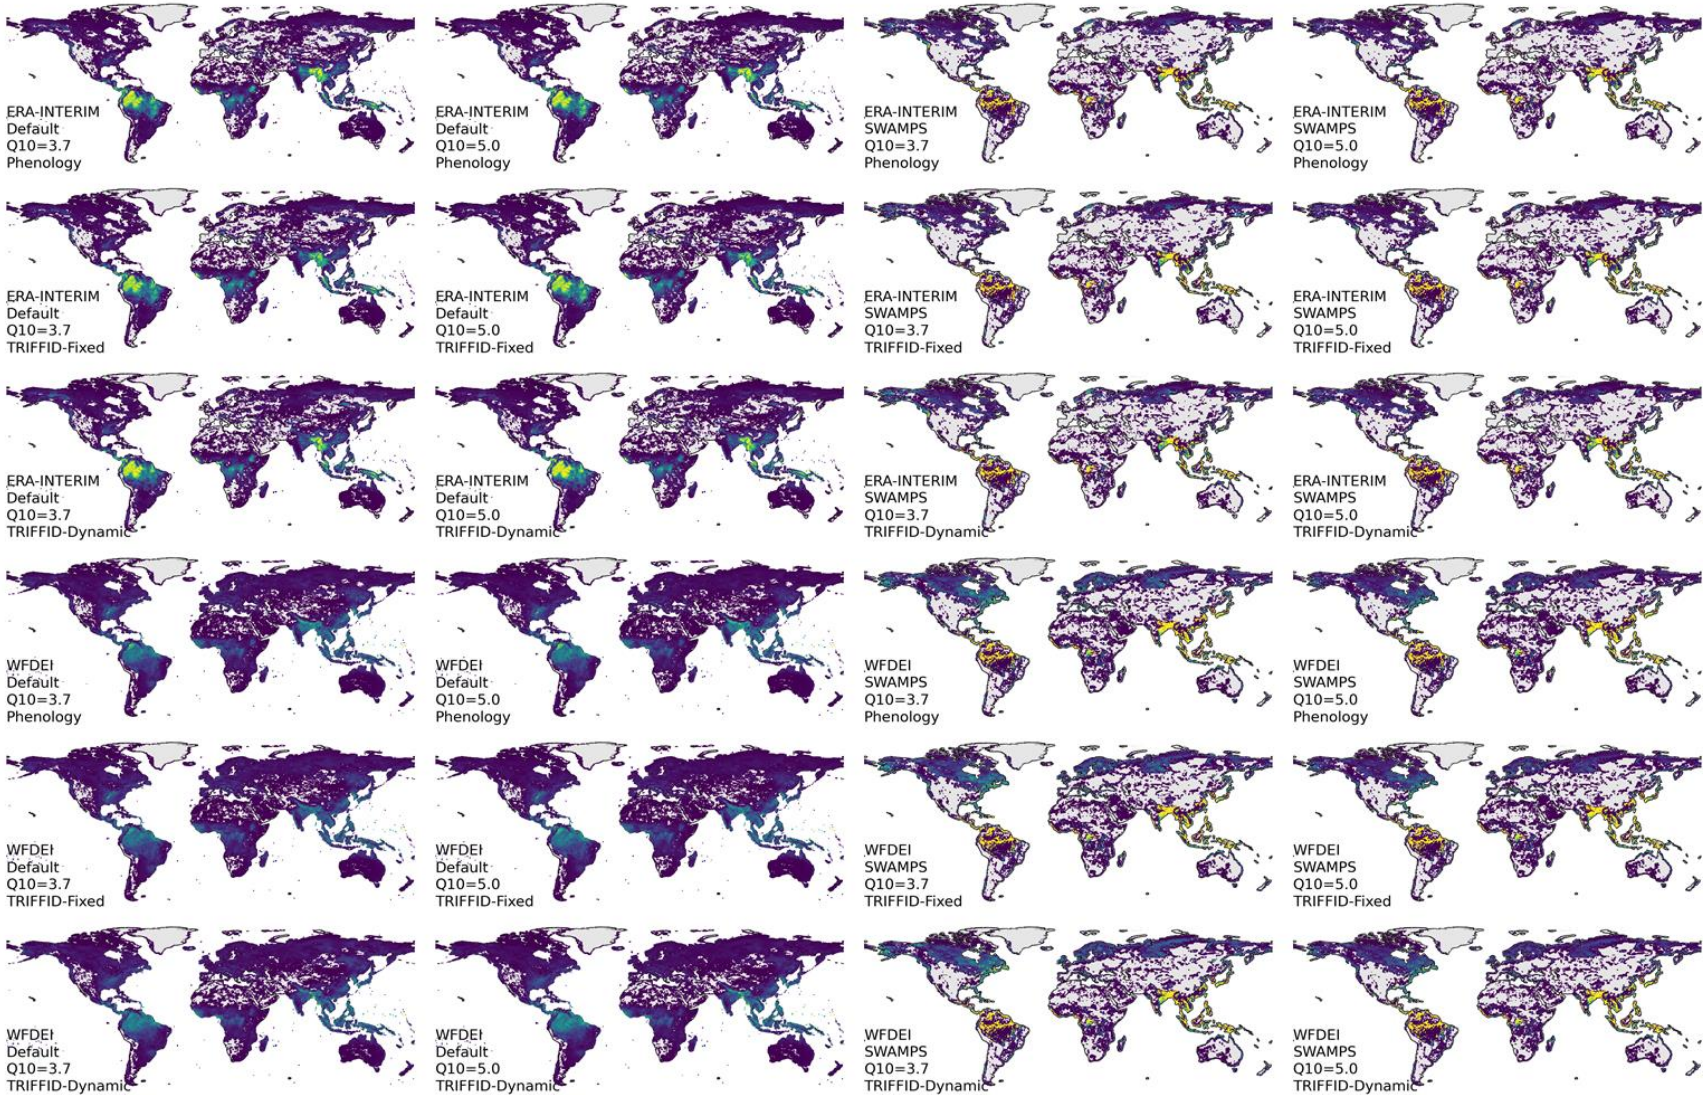 ERA-INTERIM
Default
Q10=3.7
Phenology
ERA-INTERIM
Default
Q10=5.0
Phenology
ERA-INTERIM
SWAMPS
Q10=3.7
Phenology
ERA-INTERIM
SWAMPS
Q10=5.0
Phenology
ERA-INTERIM
Default
Q10=3.7
TRIFFID-Fixed
ERA-INTERIM
Default
Q10=5.0
TRIFFID-Fixed
ERA-INTERIM
SWAMPS
Q10=3.7
TRIFFID-Fixed
ERA-INTERIM
SWAMPS
Q10=5.0
TRIFFID-Fixed
ERA-INTERIM
Default
Q10=3.7
TRIFFID-Dynamic
ERA-INTERIM
Default
Q10=5.0
TRIFFID-Dynamic
ERA-INTERIM
SWAMPS
Q10=3.7
TRIFFID-Dynamic
ERA-INTERIM
SWAMPS
Q10=5.0
TRIFFID-Dynamic
WFDEI
Default
Q10=3.7
Phenology
WFDEI
Default
Q10=5.0
Phenology
WFDEI
SWAMPS
Q10=3.7
Phenology
WFDEI
SWAMPS
Q10=5.0
Phenology
WFDEI
Default
Q10=3.7
TRIFFID-Fixed
WFDEI
Default
Q10=5.0
TRIFFID-Fixed
WFDEI
SWAMPS
Q10=3.7
TRIFFID-Fixed
WFDEI
SWAMPS
Q10=5.0
TRIFFID-Fixed
WFDEI
Default
Q10=3.7
TRIFFID-Dynamic
WFDEI
Default
Q10=5.0
TRIFFID-Dynamic
WFDEI
SWAMPS
Q10=3.7
TRIFFID-Dynamic
WFDEI
SWAMPS
Q10=5.0
TRIFFID-Dynamic